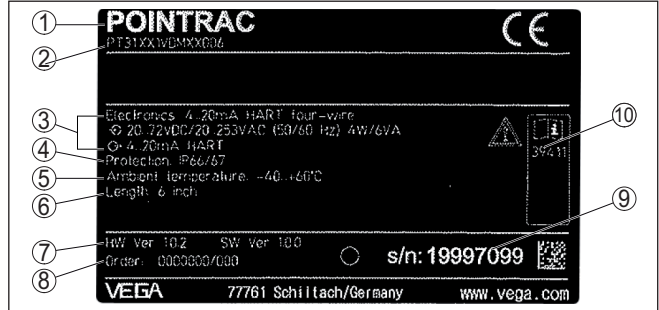 1 POINTRAC
2 PT31XX1VDMXX006
3 Electronics 4..20mA HART four-wire
20..72VDC/20..253VAC (50/60 Hz) 4W/6VA
4..20mA HART
4 Protection: IP66/67
5 Ambient temperature: -40..+60°C
6 Length: 6 inch
i
10
39411
9
7 HW Ver 10.2 SW Ver 1.0.0
8 Order: 0000000/000 s/n: 19997099
VEGA 77761 Schiltach/Germany www.vega.com